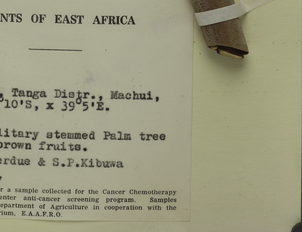 NTS OF EAST AFRICA
, Tanga Distr., Machui,
°10'S, x 39°5'E.
litary stemmed Palm tree
brown fruits.
erdue & S.P.Kibuwa
r a sample collected for the Cancer Chemotherapy
enter anti-cancer screening program. Samples
epartment of Agriculture in cooperation with the
rium, E.A.A.F.R.O.